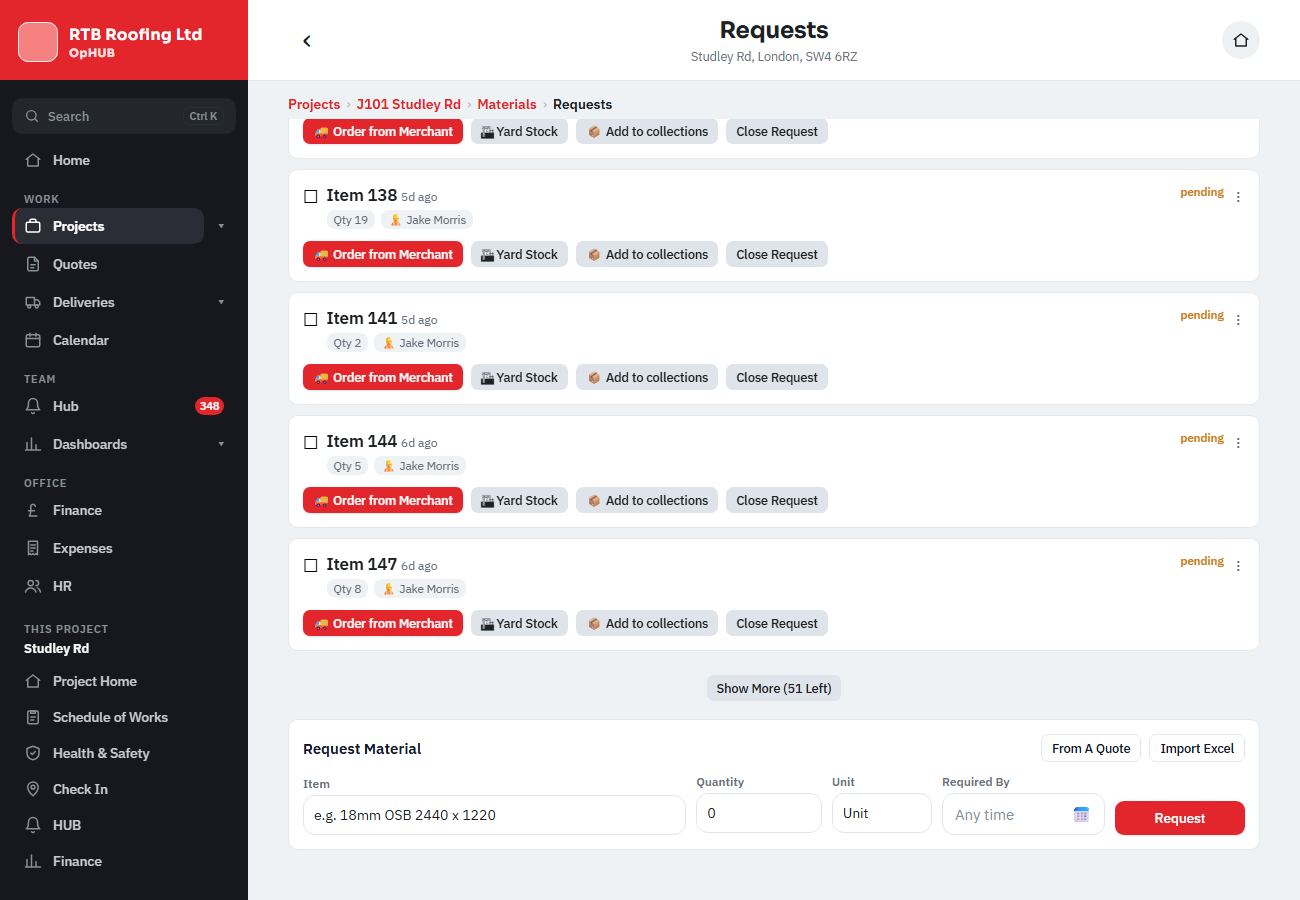 RTB Roofing Ltd
OpHUB
Search
Ctrl K
Home
WORK
Projects
Quotes
Deliveries
Calendar
TEAM
Hub
348
Dashboards
OFFICE
Finance
Expenses
HR
THIS PROJECT
Studley Rd
Project Home
Schedule of Works
Health & Safety
Check In
HUB
Finance
Requests
Studley Rd, London, SW4 6RZ
Projects › J101 Studley Rd › Materials › Requests
Order from Merchant Yard Stock Add to collections Close Request
Item 138 5d ago pending
Qty 19 Jake Morris
Order from Merchant Yard Stock Add to collections Close Request
Item 141 5d ago pending
Qty 2 Jake Morris
Order from Merchant Yard Stock Add to collections Close Request
Item 144 6d ago pending
Qty 5 Jake Morris
Order from Merchant Yard Stock Add to collections Close Request
Item 147 6d ago pending
Qty 8 Jake Morris
Order from Merchant Yard Stock Add to collections Close Request
Show More (51 Left)
Request Material From A Quote Import Excel
Item Quantity Unit Required By
e.g. 18mm OSB 2440 x 1220 0 Unit Any time Request